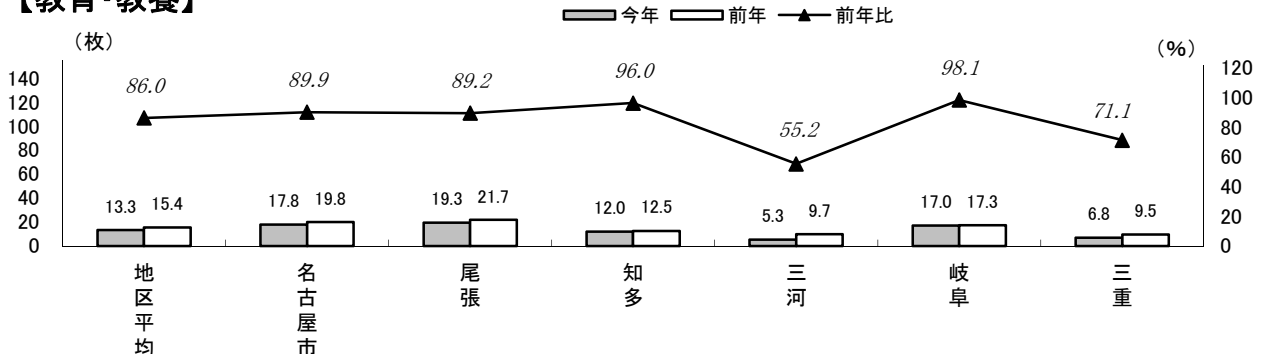 【教育・教養】
今年 前年 前年比
（枚）
（％）
140
120
100
80
60
40
20
0
120
100
80
60
40
20
0
86.0 89.9 89.2 96.0 55.2 98.1 71.1
13.3 15.4 17.8 19.8 19.3 21.7 12.0 12.5 5.3 9.7 17.0 17.3 6.8 9.5
地区平均
名古屋市
尾張
知多
三河
岐阜
三重